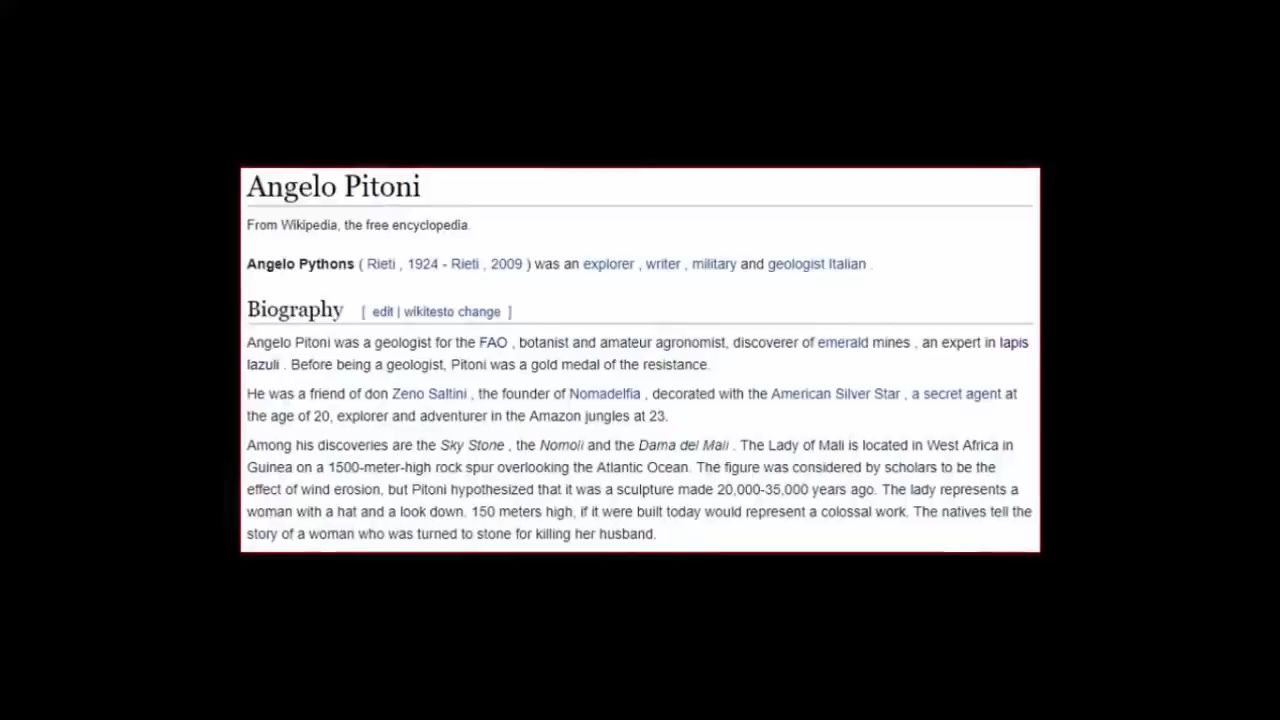 Angelo Pitoni
From Wikipedia, the free encyclopedia.
Angelo Pythons ( Rieti , 1924 - Rieti , 2009 ) was an explorer , writer , military and geologist Italian .
Biography [ edit | wikitesto change ]
Angelo Pitoni was a geologist for the FAO , botanist and amateur agronomist, discoverer of emerald mines , an expert in lapis
lazuli . Before being a geologist, Pitoni was a gold medal of the resistance.
He was a friend of don Zeno Saltini , the founder of Nomadelfia , decorated with the American Silver Star , a secret agent at
the age of 20, explorer and adventurer in the Amazon jungles at 23.
Among his discoveries are the Sky Stone , the Nomoli and the Dama del Mali . The Lady of Mali is located in West Africa in
Guinea on a 1500-meter-high rock spur overlooking the Atlantic Ocean. The figure was considered by scholars to be the
effect of wind erosion, but Pitoni hypothesized that it was a sculpture made 20,000-35,000 years ago. The lady represents a
woman with a hat and a look down. 150 meters high, if it were built today would represent a colossal work. The natives tell the
story of a woman who was turned to stone for killing her husband.